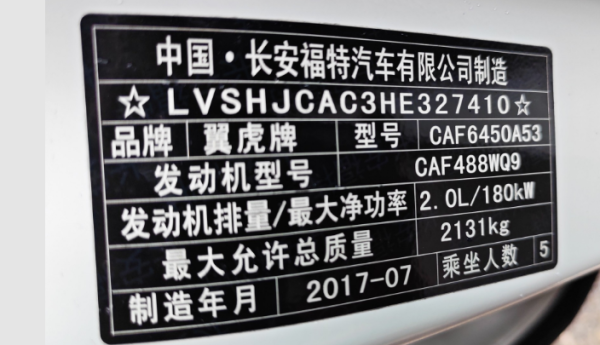 中国·长安福特汽车有限公司制造
☆LVSHJCAC3HE327410☆
品牌 翼虎牌 型号 CAF6450A53
发动机型号 CAF488WQ9
发动机排量/最大净功率 2.0L/180kW
最大允许总质量 2131kg
制造年月 2017-07 乘坐人数 5